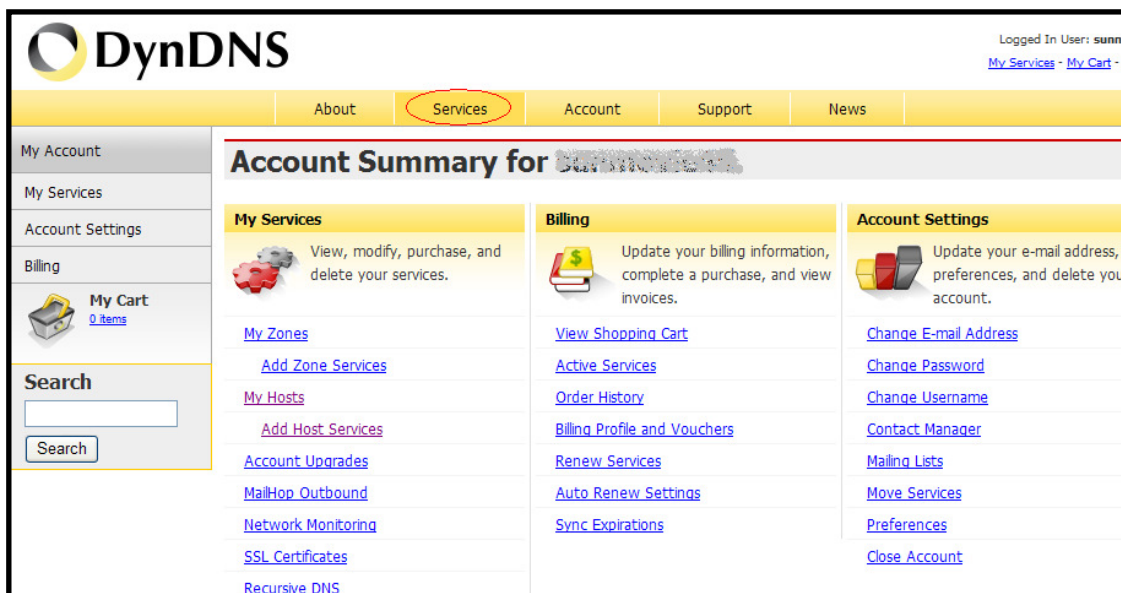 DynDNS
Logged In User: sunn
My Services - My Cart -
About Services Account Support News
My Account
My Services
Account Settings
Billing
My Cart
0 items
Search
Search
Account Summary for
My Services
View, modify, purchase, and
delete your services.
My Zones
Add Zone Services
My Hosts
Add Host Services
Account Upgrades
MailHop Outbound
Network Monitoring
SSL Certificates
Recursive DNS
Billing
Update your billing information,
complete a purchase, and view
invoices.
View Shopping Cart
Active Services
Order History
Billing Profile and Vouchers
Renew Services
Auto Renew Settings
Sync Expirations
Account Settings
Update your e-mail address,
preferences, and delete you
account.
Change E-mail Address
Change Password
Change Username
Contact Manager
Mailing Lists
Move Services
Preferences
Close Account